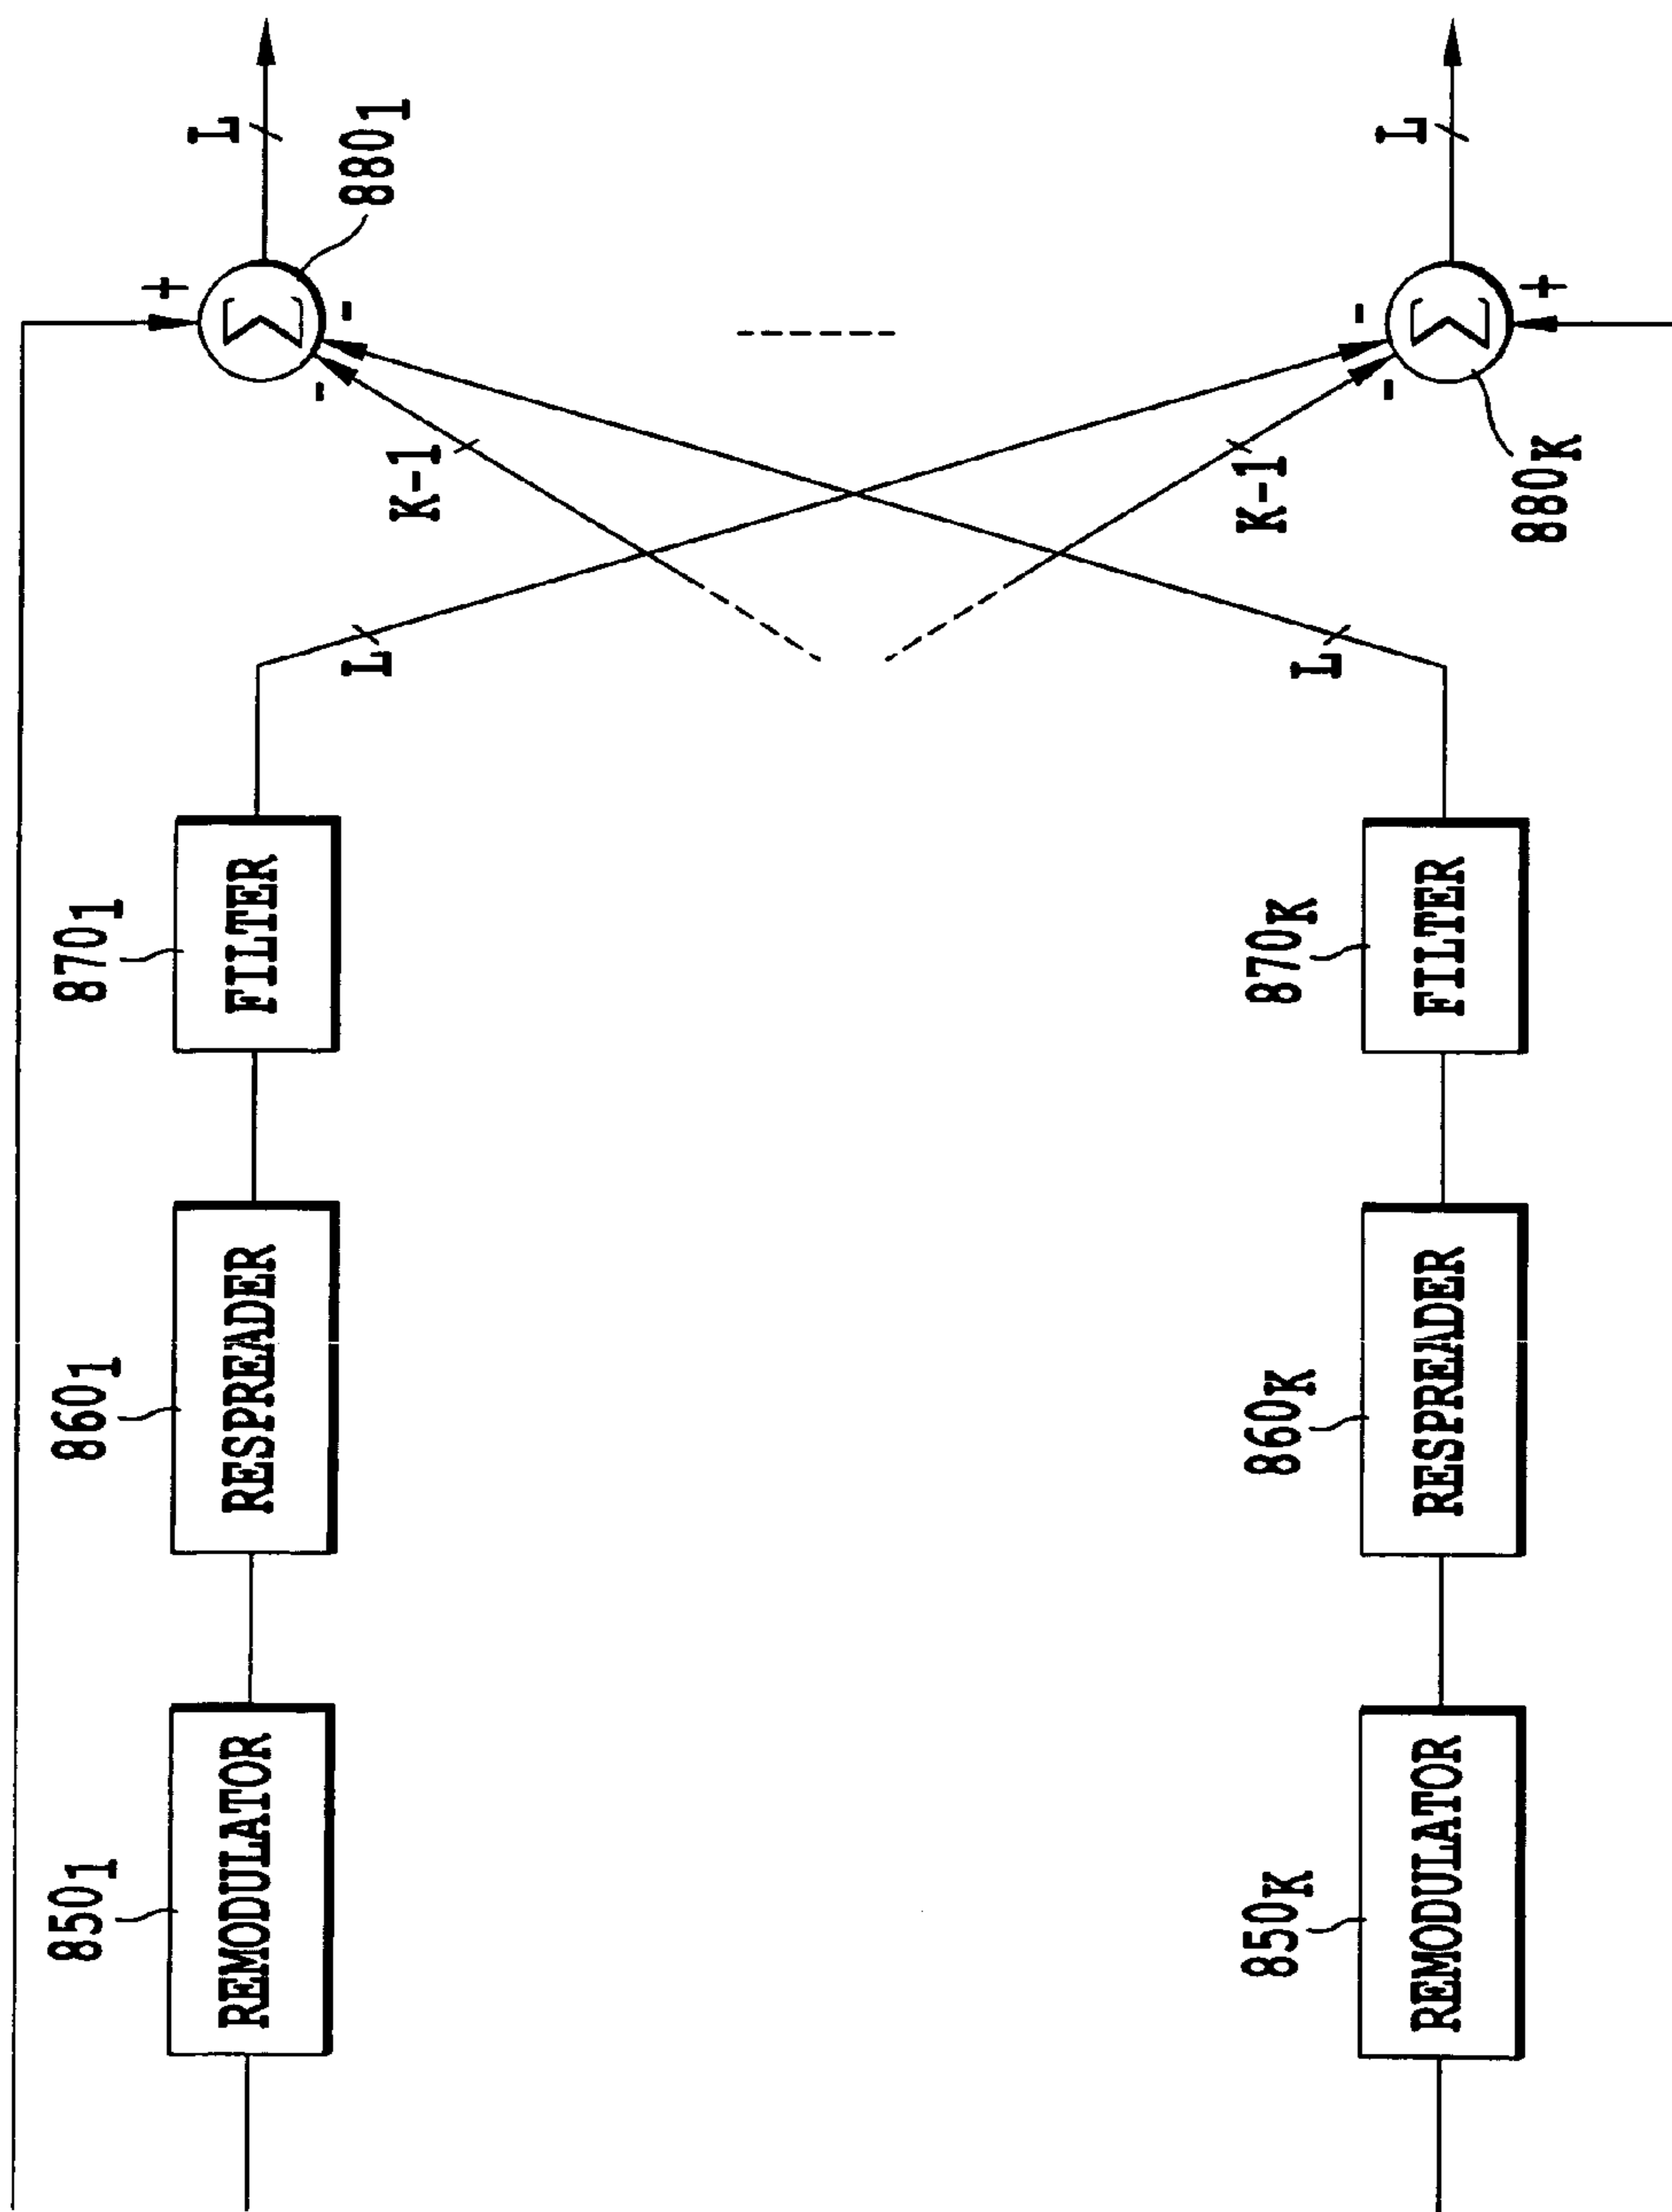 850₁
REMODULATOR
860₁
RESPREADER
870₁
FILTER
L
K-1
+
Σ
-
-
880₁
L
850K
REMODULATOR
860K
RESPREADER
870K
FILTER
L
K-1
-
-
Σ
+
880K
L